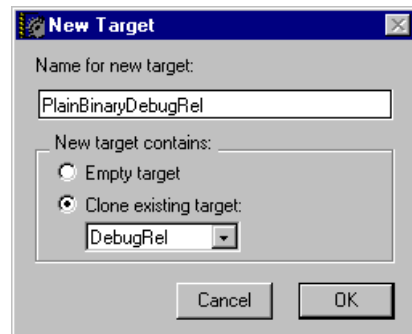 New Target
Name for new target:
PlainBinaryDebugRel
New target contains:
Empty target
Clone existing target:
DebugRel
Cancel OK